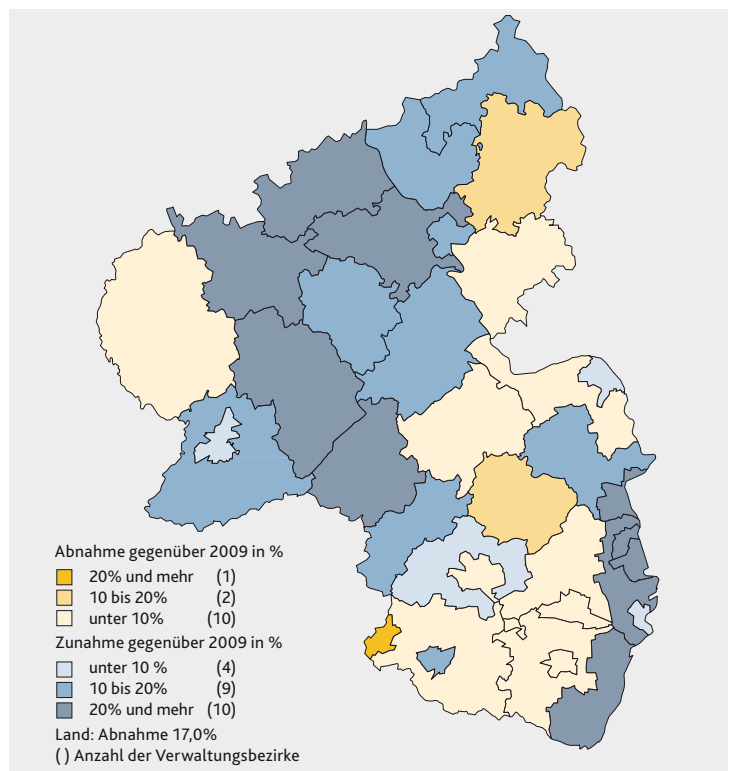 Abnahme gegenüber 2009 in %
20% und mehr (1)
10 bis 20% (2)
unter 10% (10)
Zunahme gegenüber 2009 in %
unter 10 % (4)
10 bis 20% (9)
20% und mehr (10)
Land: Abnahme 17,0%
( ) Anzahl der Verwaltungsbezirke